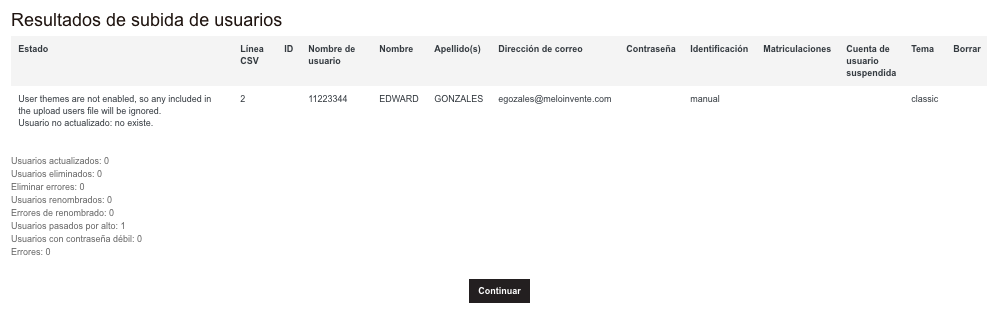 Resultados de subida de usuarios
Estado Línea CSV ID Nombre de usuario Nombre Apellido(s) Dirección de correo Contraseña Identificación Matriculaciones Cuenta de usuario suspendida Tema Borrar
User themes are not enabled, so any included in 2 11223344 EDWARD GONZALES egozales@meloinvente.com manual classic
the upload users file will be ignored.
Usuario no actualizado: no existe.
Usuarios actualizados: 0
Usuarios eliminados: 0
Eliminar errores: 0
Usuarios renombrados: 0
Errores de renombrado: 0
Usuarios pasados por alto: 1
Usuarios con contraseña débil: 0
Errores: 0
Continuar